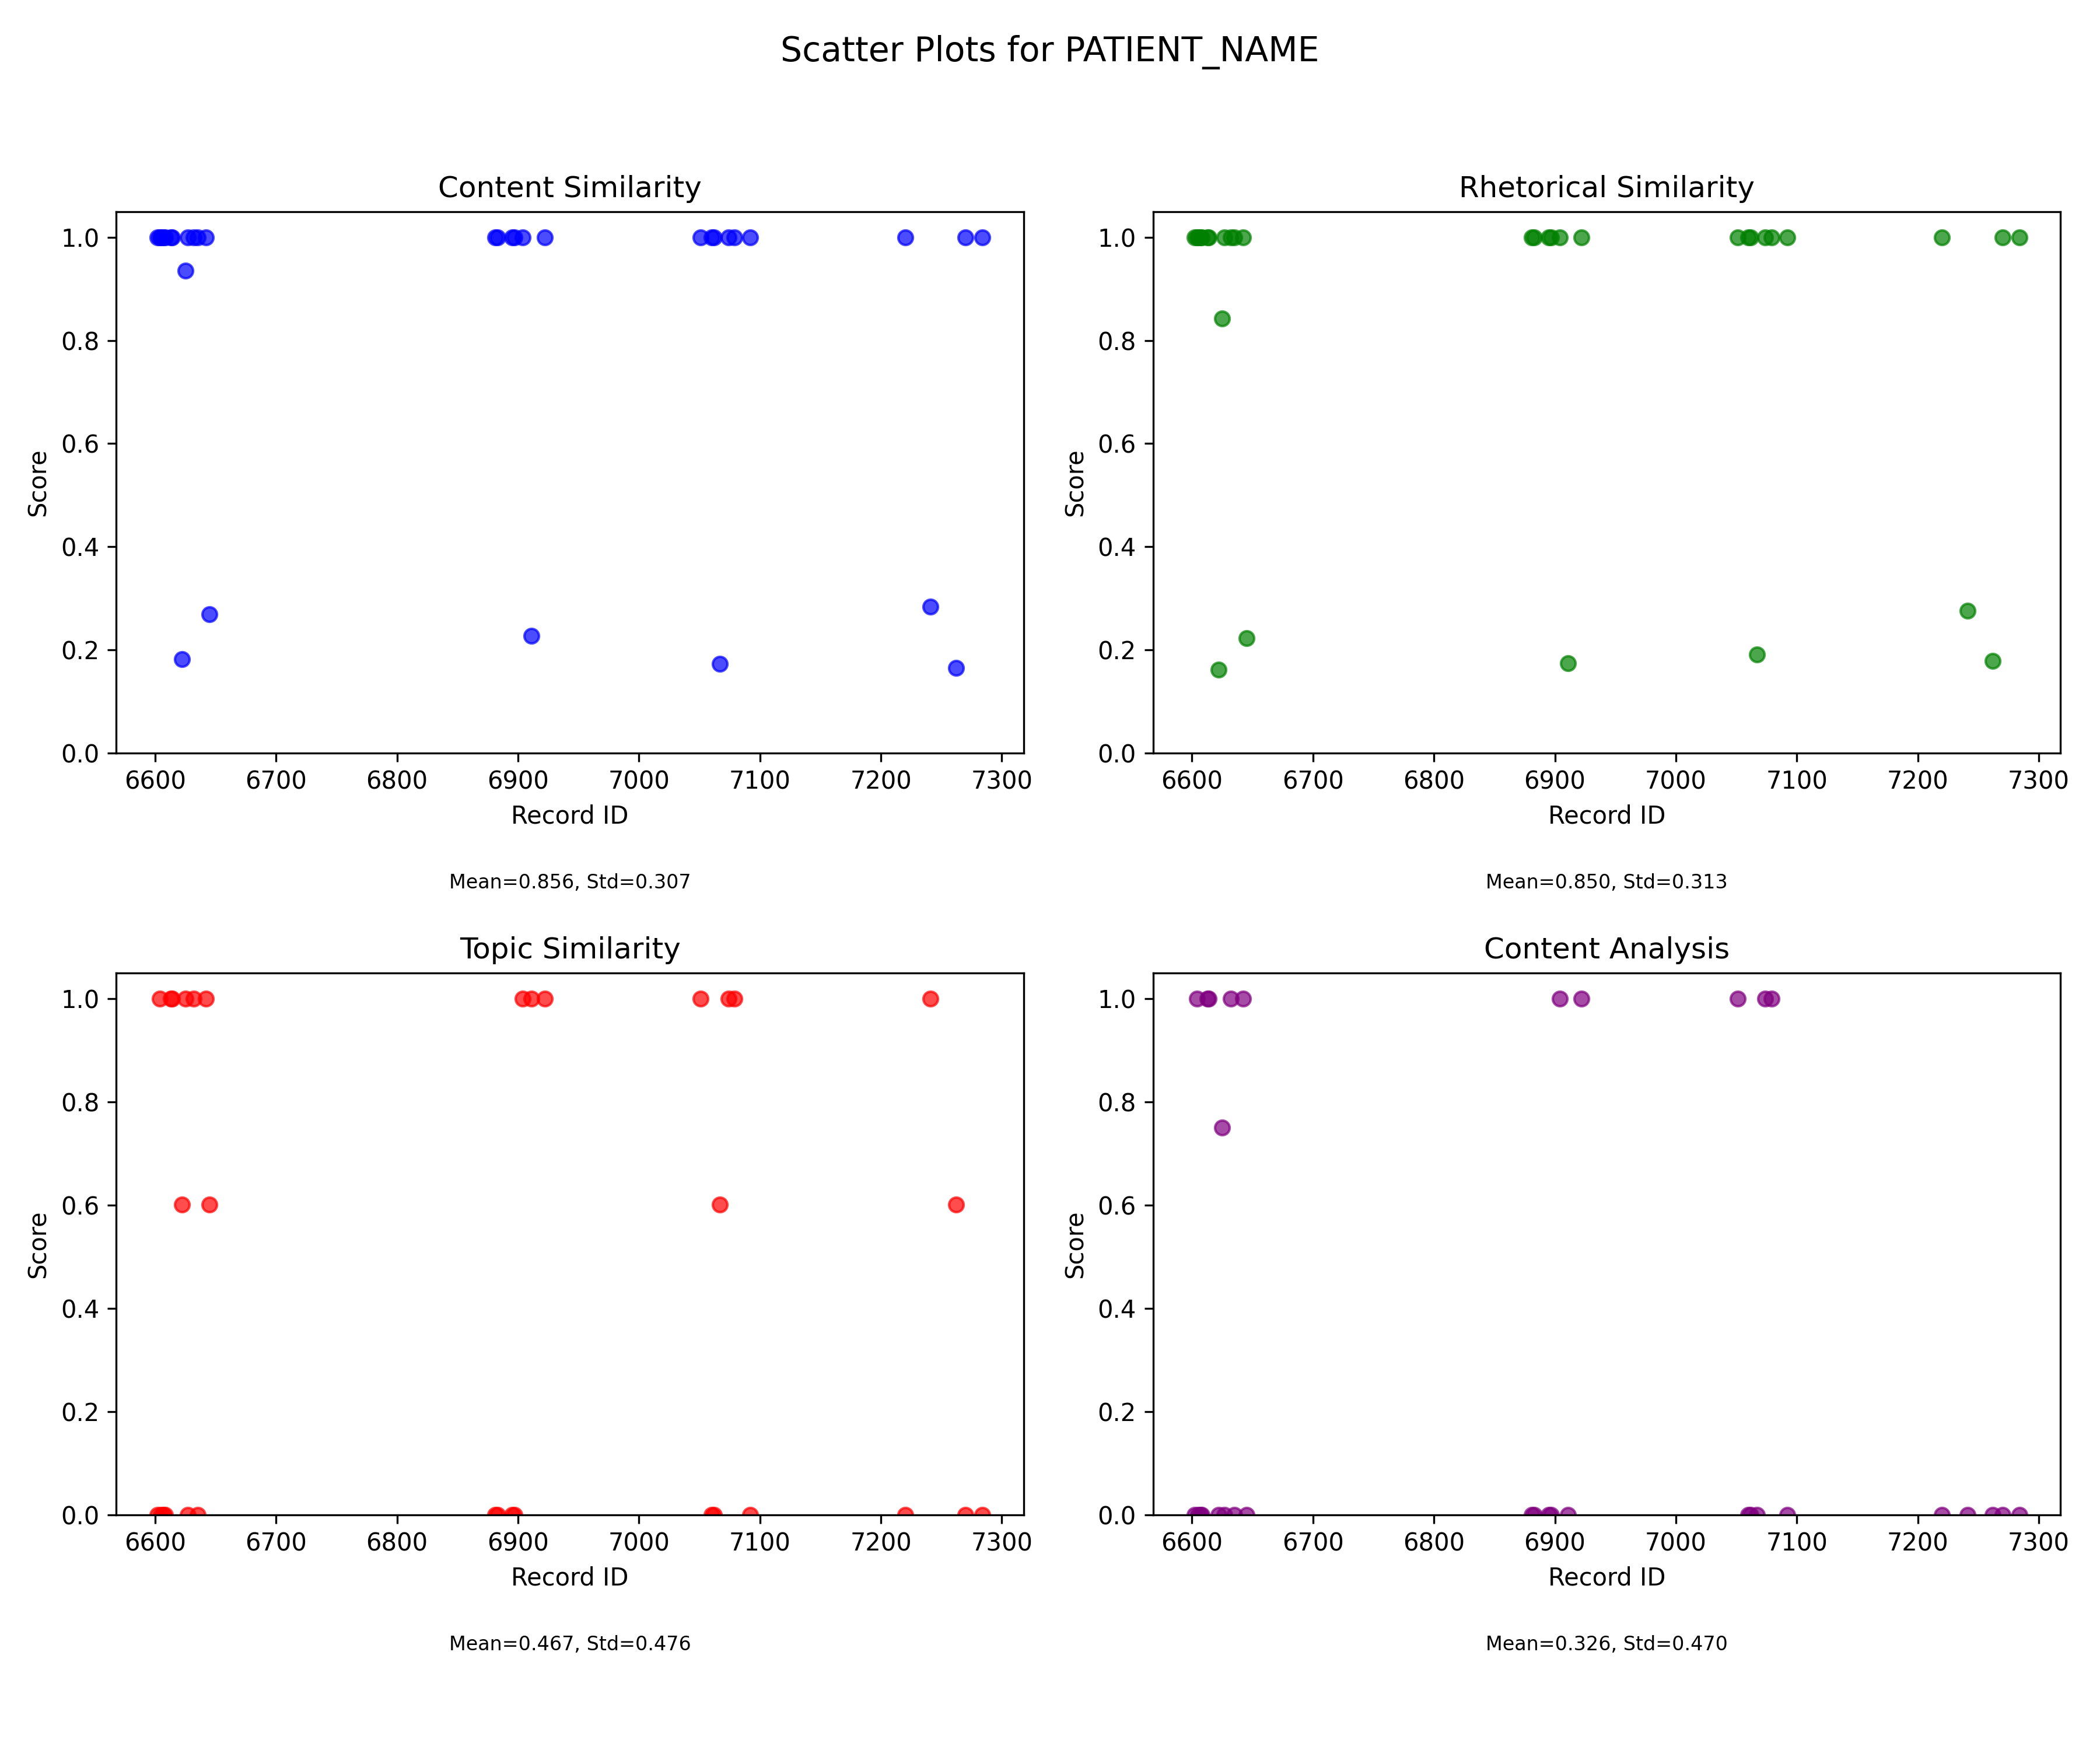 Scatter Plots for PATIENT_NAME
Content Similarity
1.0
0.8
0.6
0.4
0.2
0.0
Score
6600 6700 6800 6900 7000 7100 7200 7300
Record ID
Mean=0.856, Std=0.307
Rhetorical Similarity
1.0
0.8
0.6
0.4
0.2
0.0
Score
6600 6700 6800 6900 7000 7100 7200 7300
Record ID
Mean=0.850, Std=0.313
Topic Similarity
1.0
0.8
0.6
0.4
0.2
0.0
Score
6600 6700 6800 6900 7000 7100 7200 7300
Record ID
Mean=0.467, Std=0.476
Content Analysis
1.0
0.8
0.6
0.4
0.2
0.0
Score
6600 6700 6800 6900 7000 7100 7200 7300
Record ID
Mean=0.326, Std=0.470